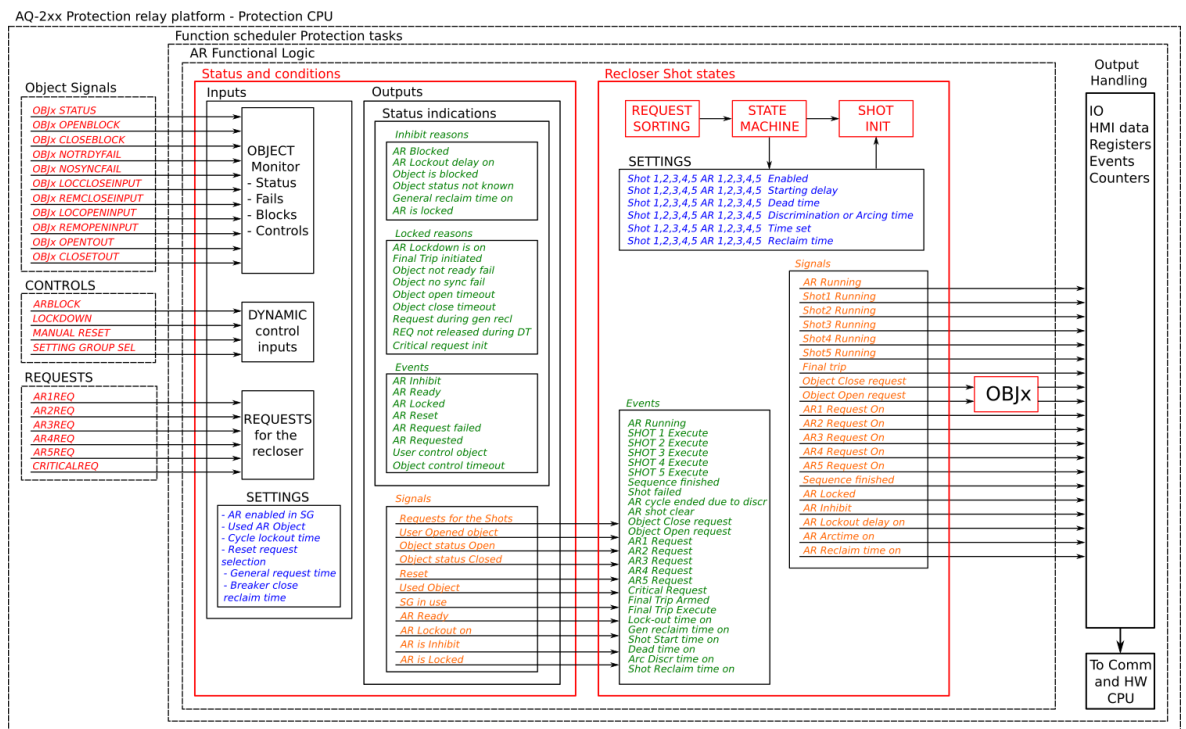 AQ-2xx Protection relay platform - Protection CPU
Function scheduler Protection tasks
AR Functional Logic
Object Signals
OBJx STATUS
OBJx OPENBLOCK
OBJx CLOSEBLOCK
OBJx NOTRDYFAIL
OBJx NOSYNCFAIL
OBJx LOCCLOSEINPUT
OBJx REMCLOSEINPUT
OBJx LOCOPENINPUT
OBJx REMOPENINPUT
OBJx OPENTOUT
OBJx CLOSETOUT
CONTROLS
ARBLOCK
LOCKDOWN
MANUAL RESET
SETTING GROUP SEL
REQUESTS
AR1REQ
AR2REQ
AR3REQ
AR4REQ
AR5REQ
CRITICALREQ
Status and conditions
Inputs
OBJECT
Monitor
- Status
- Fails
- Blocks
- Controls
DYNAMIC
control
inputs
REQUESTS
for the
recloser
SETTINGS
- AR enabled in SG
- Used AR Object
- Cycle lockout time
- Reset request
selection
- General request time
- Breaker close
reclaim time
Outputs
Status indications
Inhibit reasons
AR Blocked
AR Lockout delay on
Object is blocked
Object status not known
General reclaim time on
AR is locked
Locked reasons
AR Lockdown is on
Final Trip initiated
Object not ready fail
Object no sync fail
Object open timeout
Object close timeout
Request during gen recl
REQ not released during DT
Critical request init
Events
AR Inhibit
AR Ready
AR Locked
AR Reset
AR Request failed
AR Requested
User control object
Object control timeout
Signals
Requests for the Shots
User Opened object
Object status Open
Object status Closed
Reset
Used Object
SG in use
AR Ready
AR Lockout on
AR is Inhibit
AR is Locked
Recloser Shot states
REQUEST
SORTING
STATE
MACHINE
SHOT
INIT
SETTINGS
Shot 1,2,3,4,5 AR 1,2,3,4,5 Enabled
Shot 1,2,3,4,5 AR 1,2,3,4,5 Starting delay
Shot 1,2,3,4,5 AR 1,2,3,4,5 Dead time
Shot 1,2,3,4,5 AR 1,2,3,4,5 Discrimination or Arcing time
Shot 1,2,3,4,5 AR 1,2,3,4,5 Time set
Shot 1,2,3,4,5 AR 1,2,3,4,5 Reclaim time
Events
AR Running
SHOT 1 Execute
SHOT 2 Execute
SHOT 3 Execute
SHOT 4 Execute
SHOT 5 Execute
Sequence finished
Shot failed
AR cycle ended due to discr
AR shot clear
Object Close request
Object Open request
AR1 Request
AR2 Request
AR3 Request
AR4 Request
AR5 Request
Critical Request
Final Trip Armed
Final Trip Execute
Lock-out time on
Gen reclaim time on
Shot Start time on
Dead time on
Arc Discr time on
Shot Reclaim time on
Signals
AR Running
Shot1 Running
Shot2 Running
Shot3 Running
Shot4 Running
Shot5 Running
Final trip
Object Close request
Object Open request
AR1 Request On
AR2 Request On
AR3 Request On
AR4 Request On
AR5 Request On
Sequence finished
AR Locked
AR Inhibit
AR Lockout delay on
AR Arctime on
AR Reclaim time on
OBJx
Output
Handling
IO
HMI data
Registers
Events
Counters
To Comm
and HW
CPU